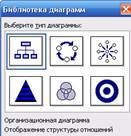 Библиотека диаграмм
Выберите тип диаграммы:
Организационная диаграмма
Отображение структуры отношений